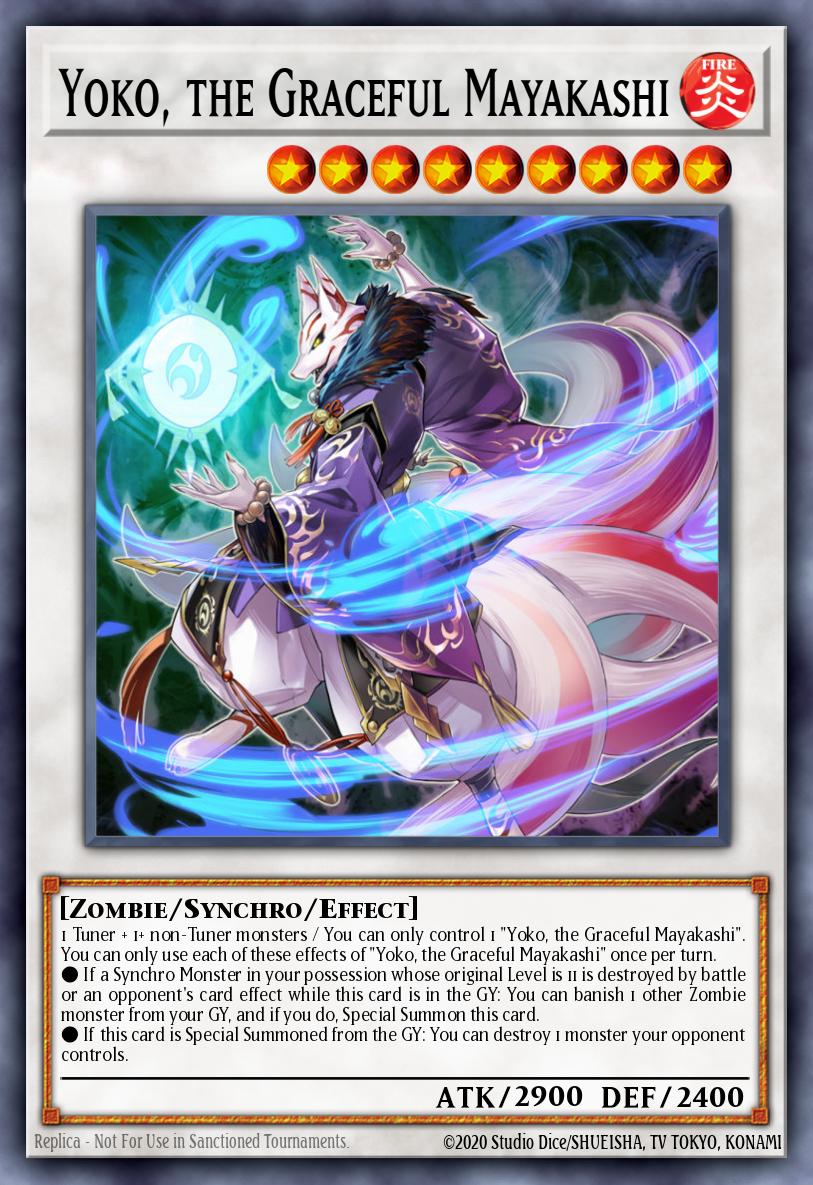 Yoko, the Graceful Mayakashi
FIRE
炎
[Zombie/Synchro/Effect]
1 Tuner + 1+ non-Tuner monsters / You can only control 1 "Yoko, the Graceful Mayakashi".
You can only use each of these effects of "Yoko, the Graceful Mayakashi" once per turn.
● If a Synchro Monster in your possession whose original Level is 11 is destroyed by battle
or an opponent's card effect while this card is in the GY: You can banish 1 other Zombie
monster from your GY, and if you do, Special Summon this card.
● If this card is Special Summoned from the GY: You can destroy 1 monster your opponent
controls.
ATK/2900 DEF/2400
Replica - Not For Use in Sanctioned Tournaments.
©2020 Studio Dice/SHUEISHA, TV TOKYO, KONAMI